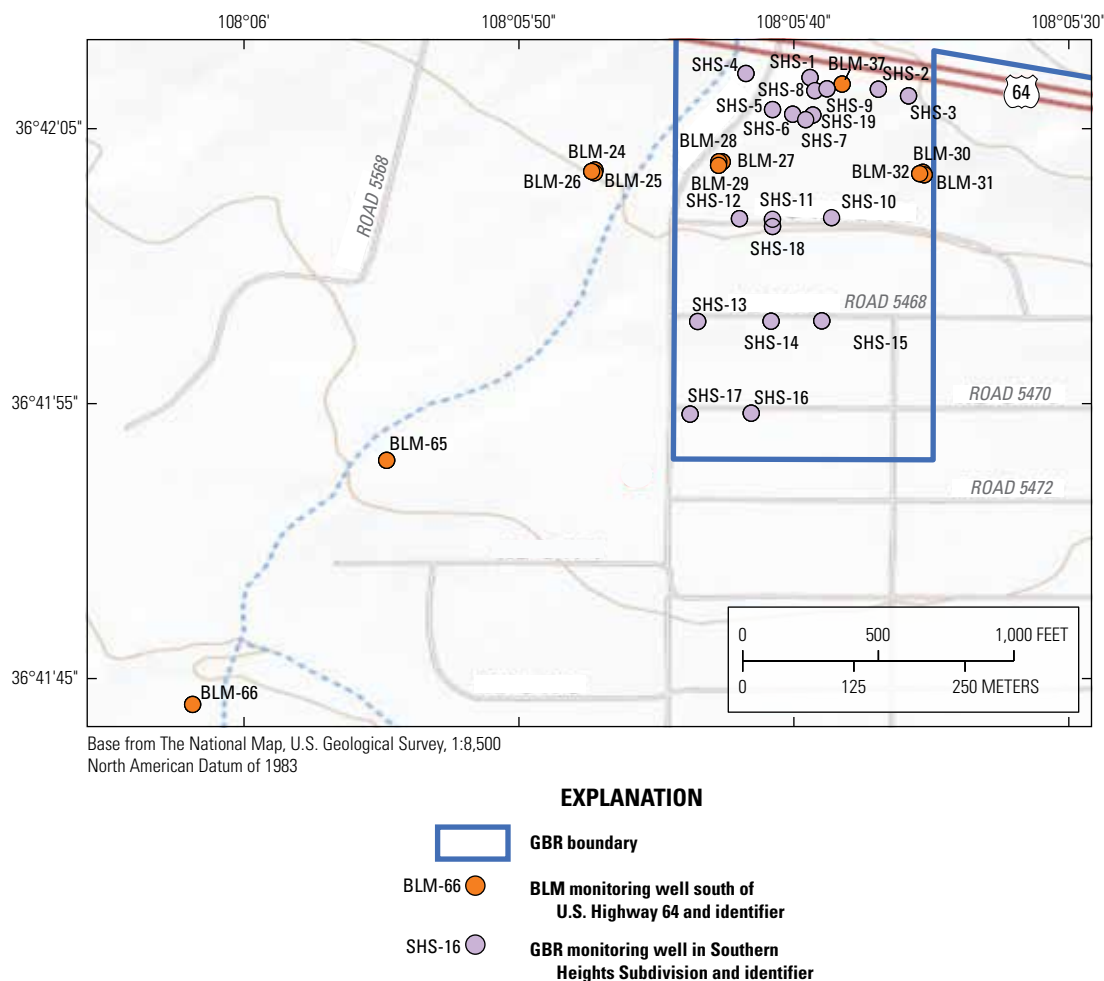 108°06'
108°05'50"
108°05'40"
108°05'30"
36°42'05"
36°41'55"
36°41'45"
SHS-4
SHS-1
BLM-37
SHS-2
64
SHS-8
SHS-5
SHS-9
SHS-3
SHS-6
SHS-19
SHS-7
ROAD 5568
BLM-24
BLM-28
BLM-27
BLM-30
BLM-26
BLM-25
BLM-29
BLM-32
BLM-31
SHS-12
SHS-11
SHS-10
SHS-18
SHS-13
ROAD 5468
SHS-14
SHS-15
SHS-17
SHS-16
ROAD 5470
BLM-65
ROAD 5472
BLM-66
0
500
1,000 FEET
0
125
250 METERS
Base from The National Map, U.S. Geological Survey, 1:8,500
North American Datum of 1983
EXPLANATION
GBR boundary
BLM-66
BLM monitoring well south of
U.S. Highway 64 and identifier
SHS-16
GBR monitoring well in Southern
Heights Subdivision and identifier